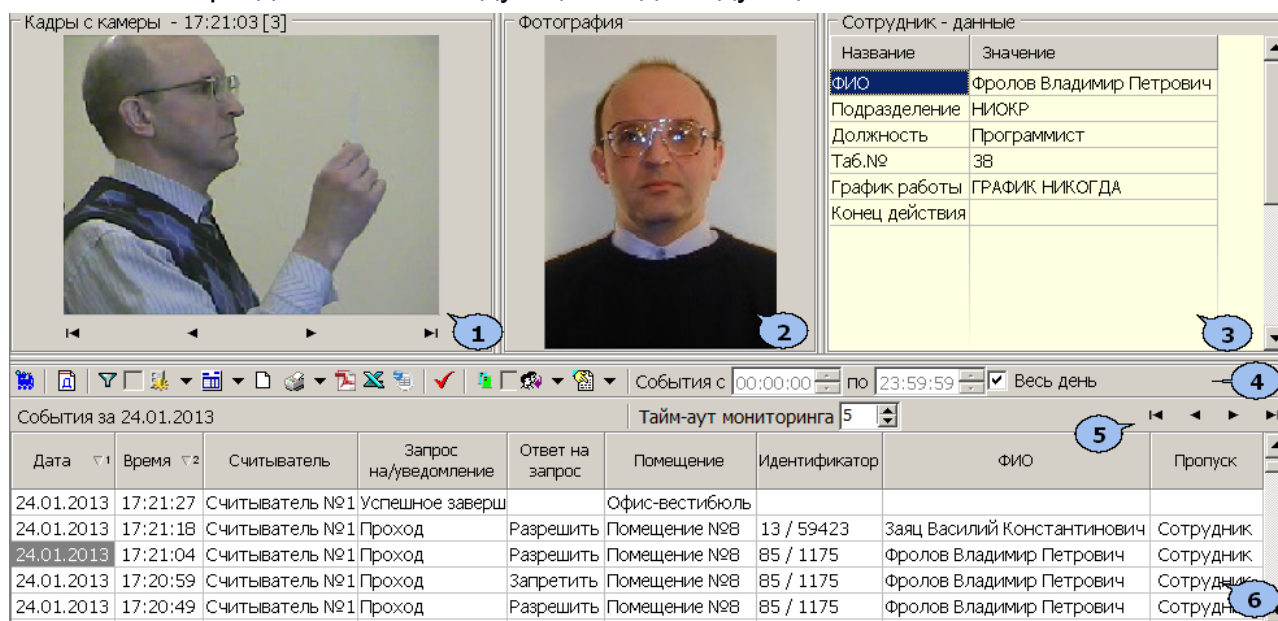 Кадры с камеры - 17:21:03 [3]
Фотография
Сотрудник - данные
Название Значение
ФИО Фролов Владимир Петрович
Подразделение НИОКР
Должность Программист
Таб.№ 38
График работы ГРАФИК НИКОГДА
Конец действия
1
2
3
События с 00:00:00 по 23:59:59 Весь день
4
События за 24.01.2013 Тайм-аут мониторинга 5
5
Дата 1 Время 2 Считыватель Запрос на/уведомление Ответ на запрос Помещение Идентификатор ФИО Пропуск
24.01.2013 17:21:27 Считыватель №1 Успешное заверш Офис-вестибюль
24.01.2013 17:21:18 Считыватель №1 Проход Разрешить Помещение №8 13 / 59423 Заяц Василий Константинович Сотрудник
24.01.2013 17:21:04 Считыватель №1 Проход Разрешить Помещение №8 85 / 1175 Фролов Владимир Петрович Сотрудник
24.01.2013 17:20:59 Считыватель №1 Проход Запретить Помещение №8 85 / 1175 Фролов Владимир Петрович Сотрудник
24.01.2013 17:20:49 Считыватель №1 Проход Разрешить Помещение №8 85 / 1175 Фролов Владимир Петрович Сотрудн
6